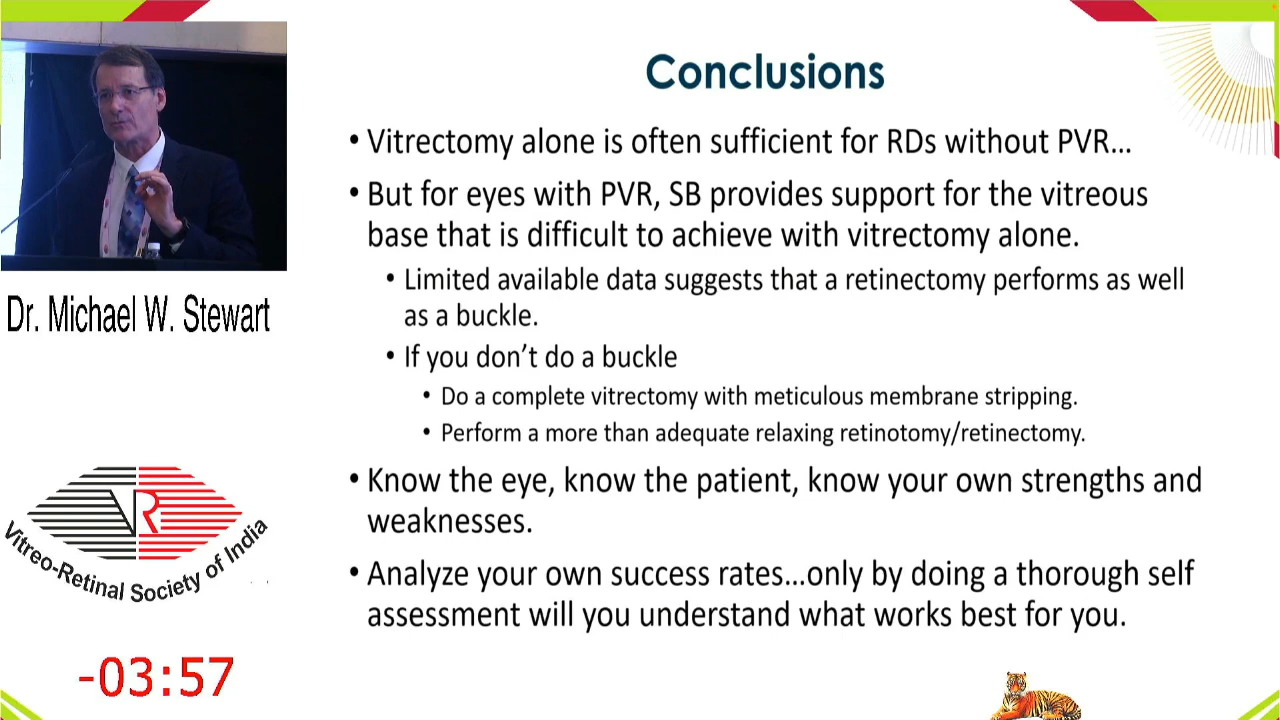 Conclusions
• Vitrectomy alone is often sufficient for RDs without PVR...
• But for eyes with PVR, SB provides support for the vitreous
base that is difficult to achieve with vitrectomy alone.
• Limited available data suggests that a retinectomy performs as well
as a buckle.
• If you don't do a buckle
• Do a complete vitrectomy with meticulous membrane stripping.
• Perform a more than adequate relaxing retinotomy/retinectomy.
• Know the eye, know the patient, know your own strengths and
weaknesses.
• Analyze your own success rates...only by doing a thorough self
assessment will you understand what works best for you.
Dr. Michael W. Stewart
VR
Vitreo-Retinal Society of India
-03:57